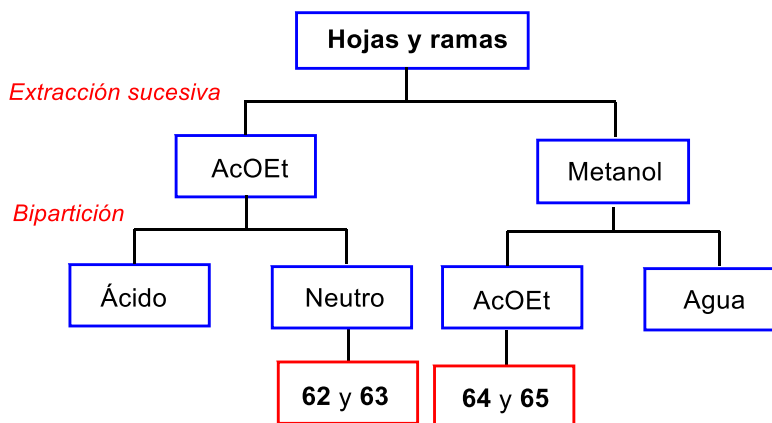 Hojas y ramas
Extracción sucesiva
AcOEt
Metanol
Bipartición
Ácido
Neutro
AcOEt
Agua
62 y 63
64 y 65